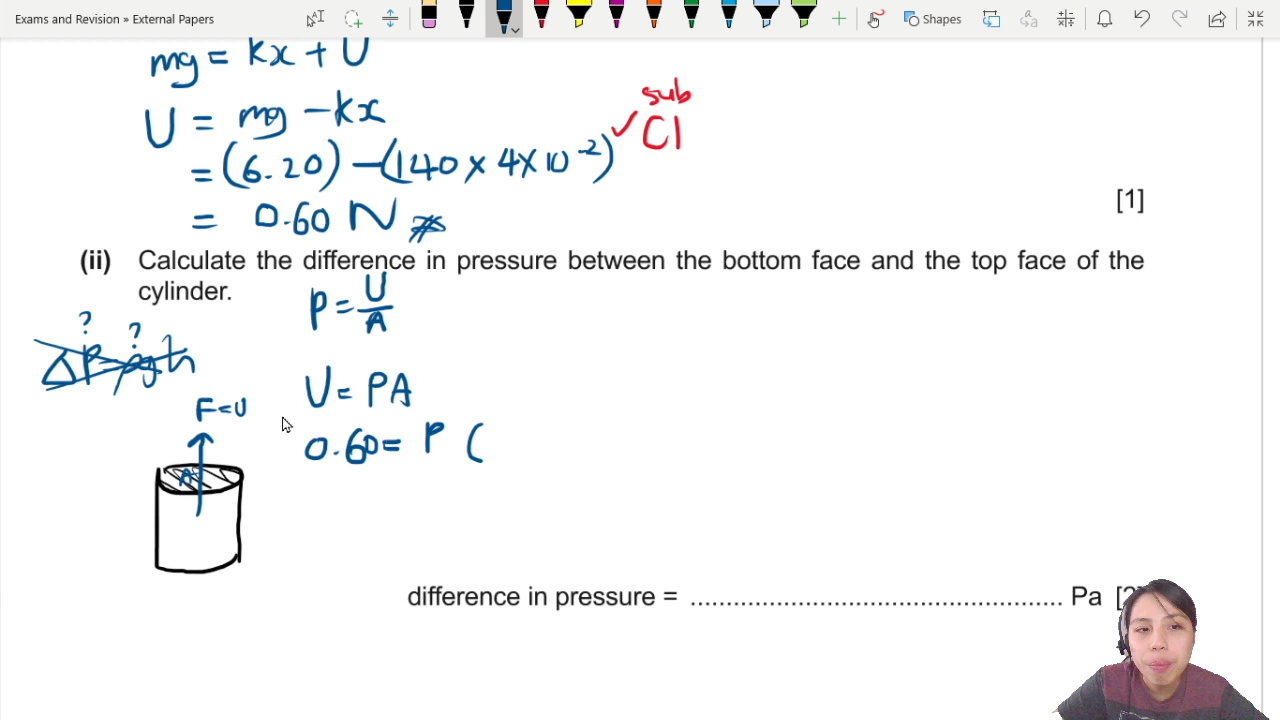 Exams and Revision » External Papers
Shapes
mg = kx + U
U = mg - kx
= (6.20) - (140 × 4 × 10⁻²) ✓ sub C1
= 0.60 N
[1]
(ii) Calculate the difference in pressure between the bottom face and the top face of the
cylinder.
P = U/A
? ?
ΔP = ρgh
U = PA
F = U
0.60 = P (
A
difference in pressure = .................................................... Pa